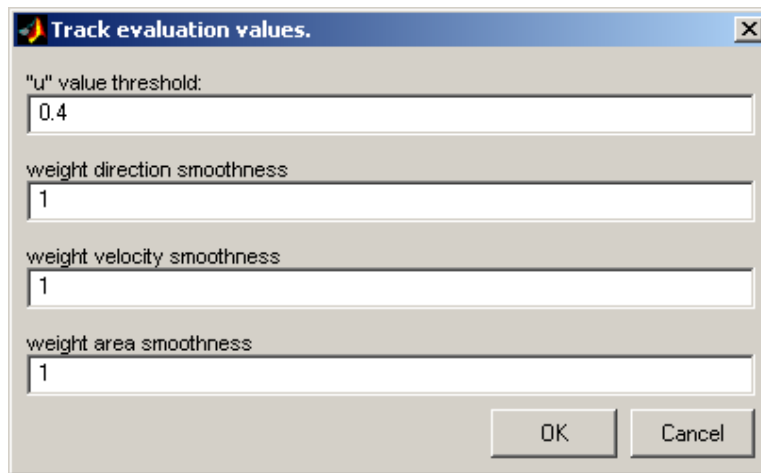 Track evaluation values.
"u" value threshold:
0.4
weight direction smoothness
1
weight velocity smoothness
1
weight area smoothness
1
OK Cancel